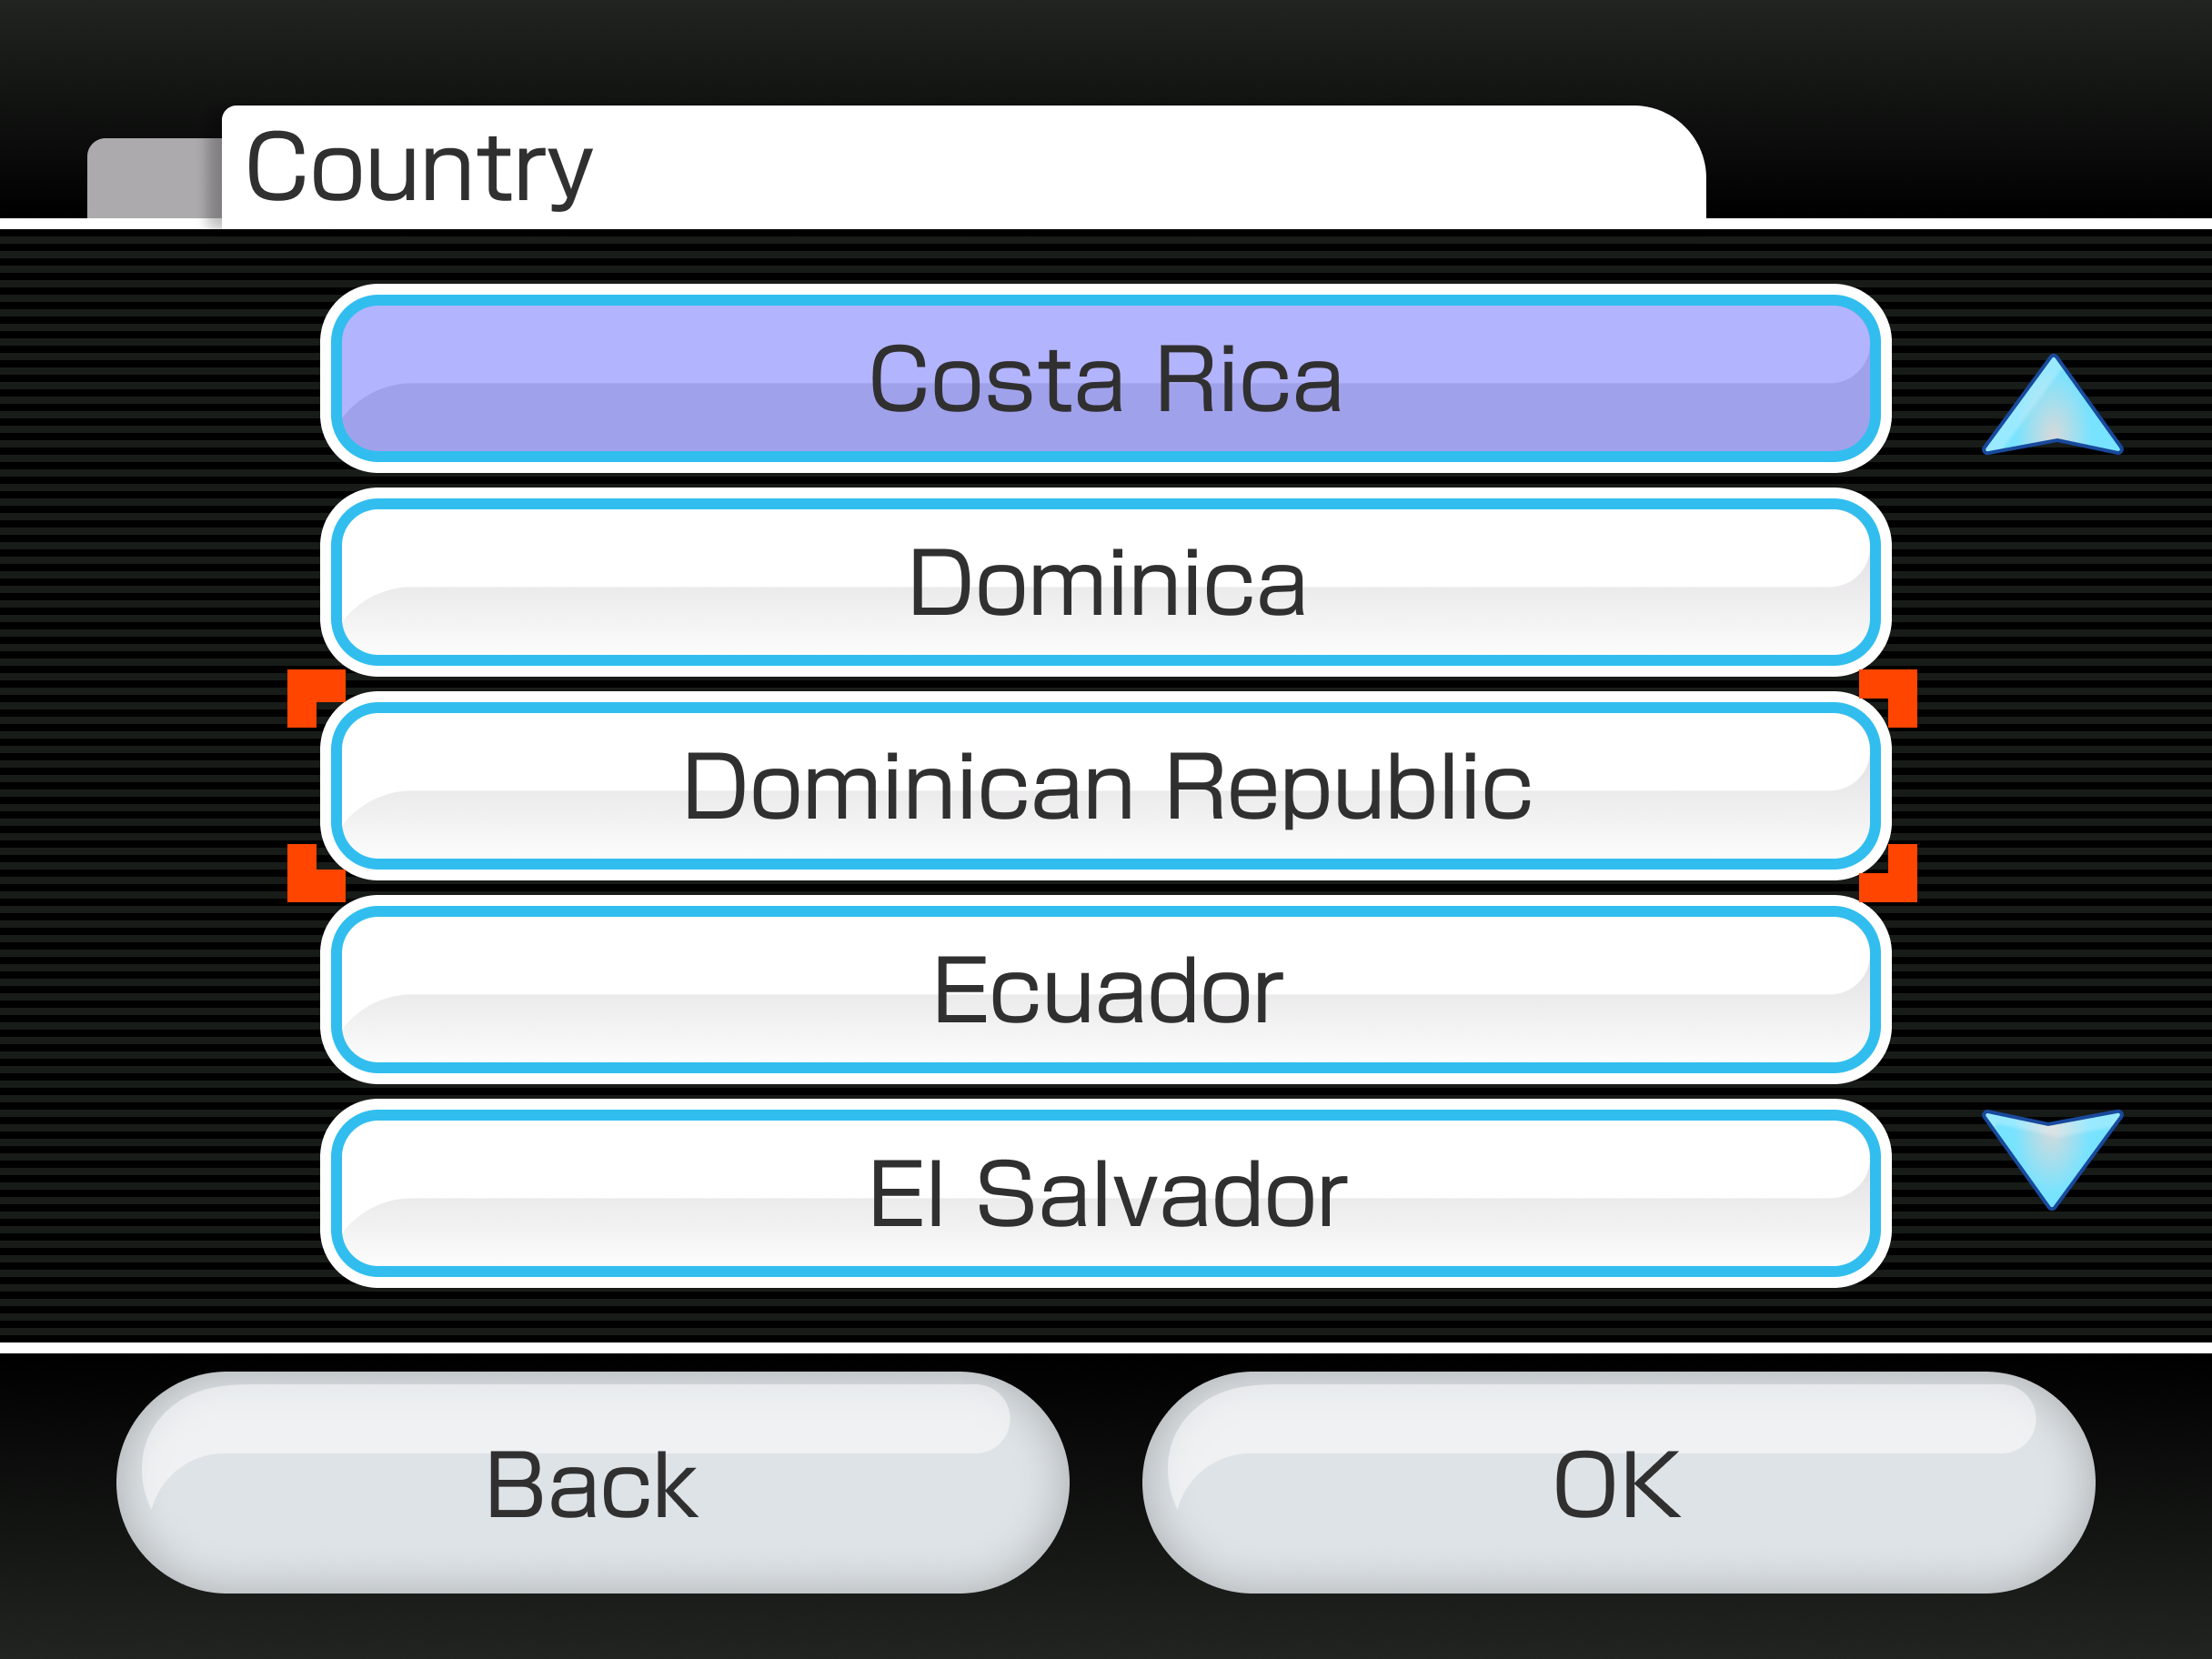 Country
Costa Rica
Dominica
Dominican Republic
Ecuador
El Salvador
Back
OK